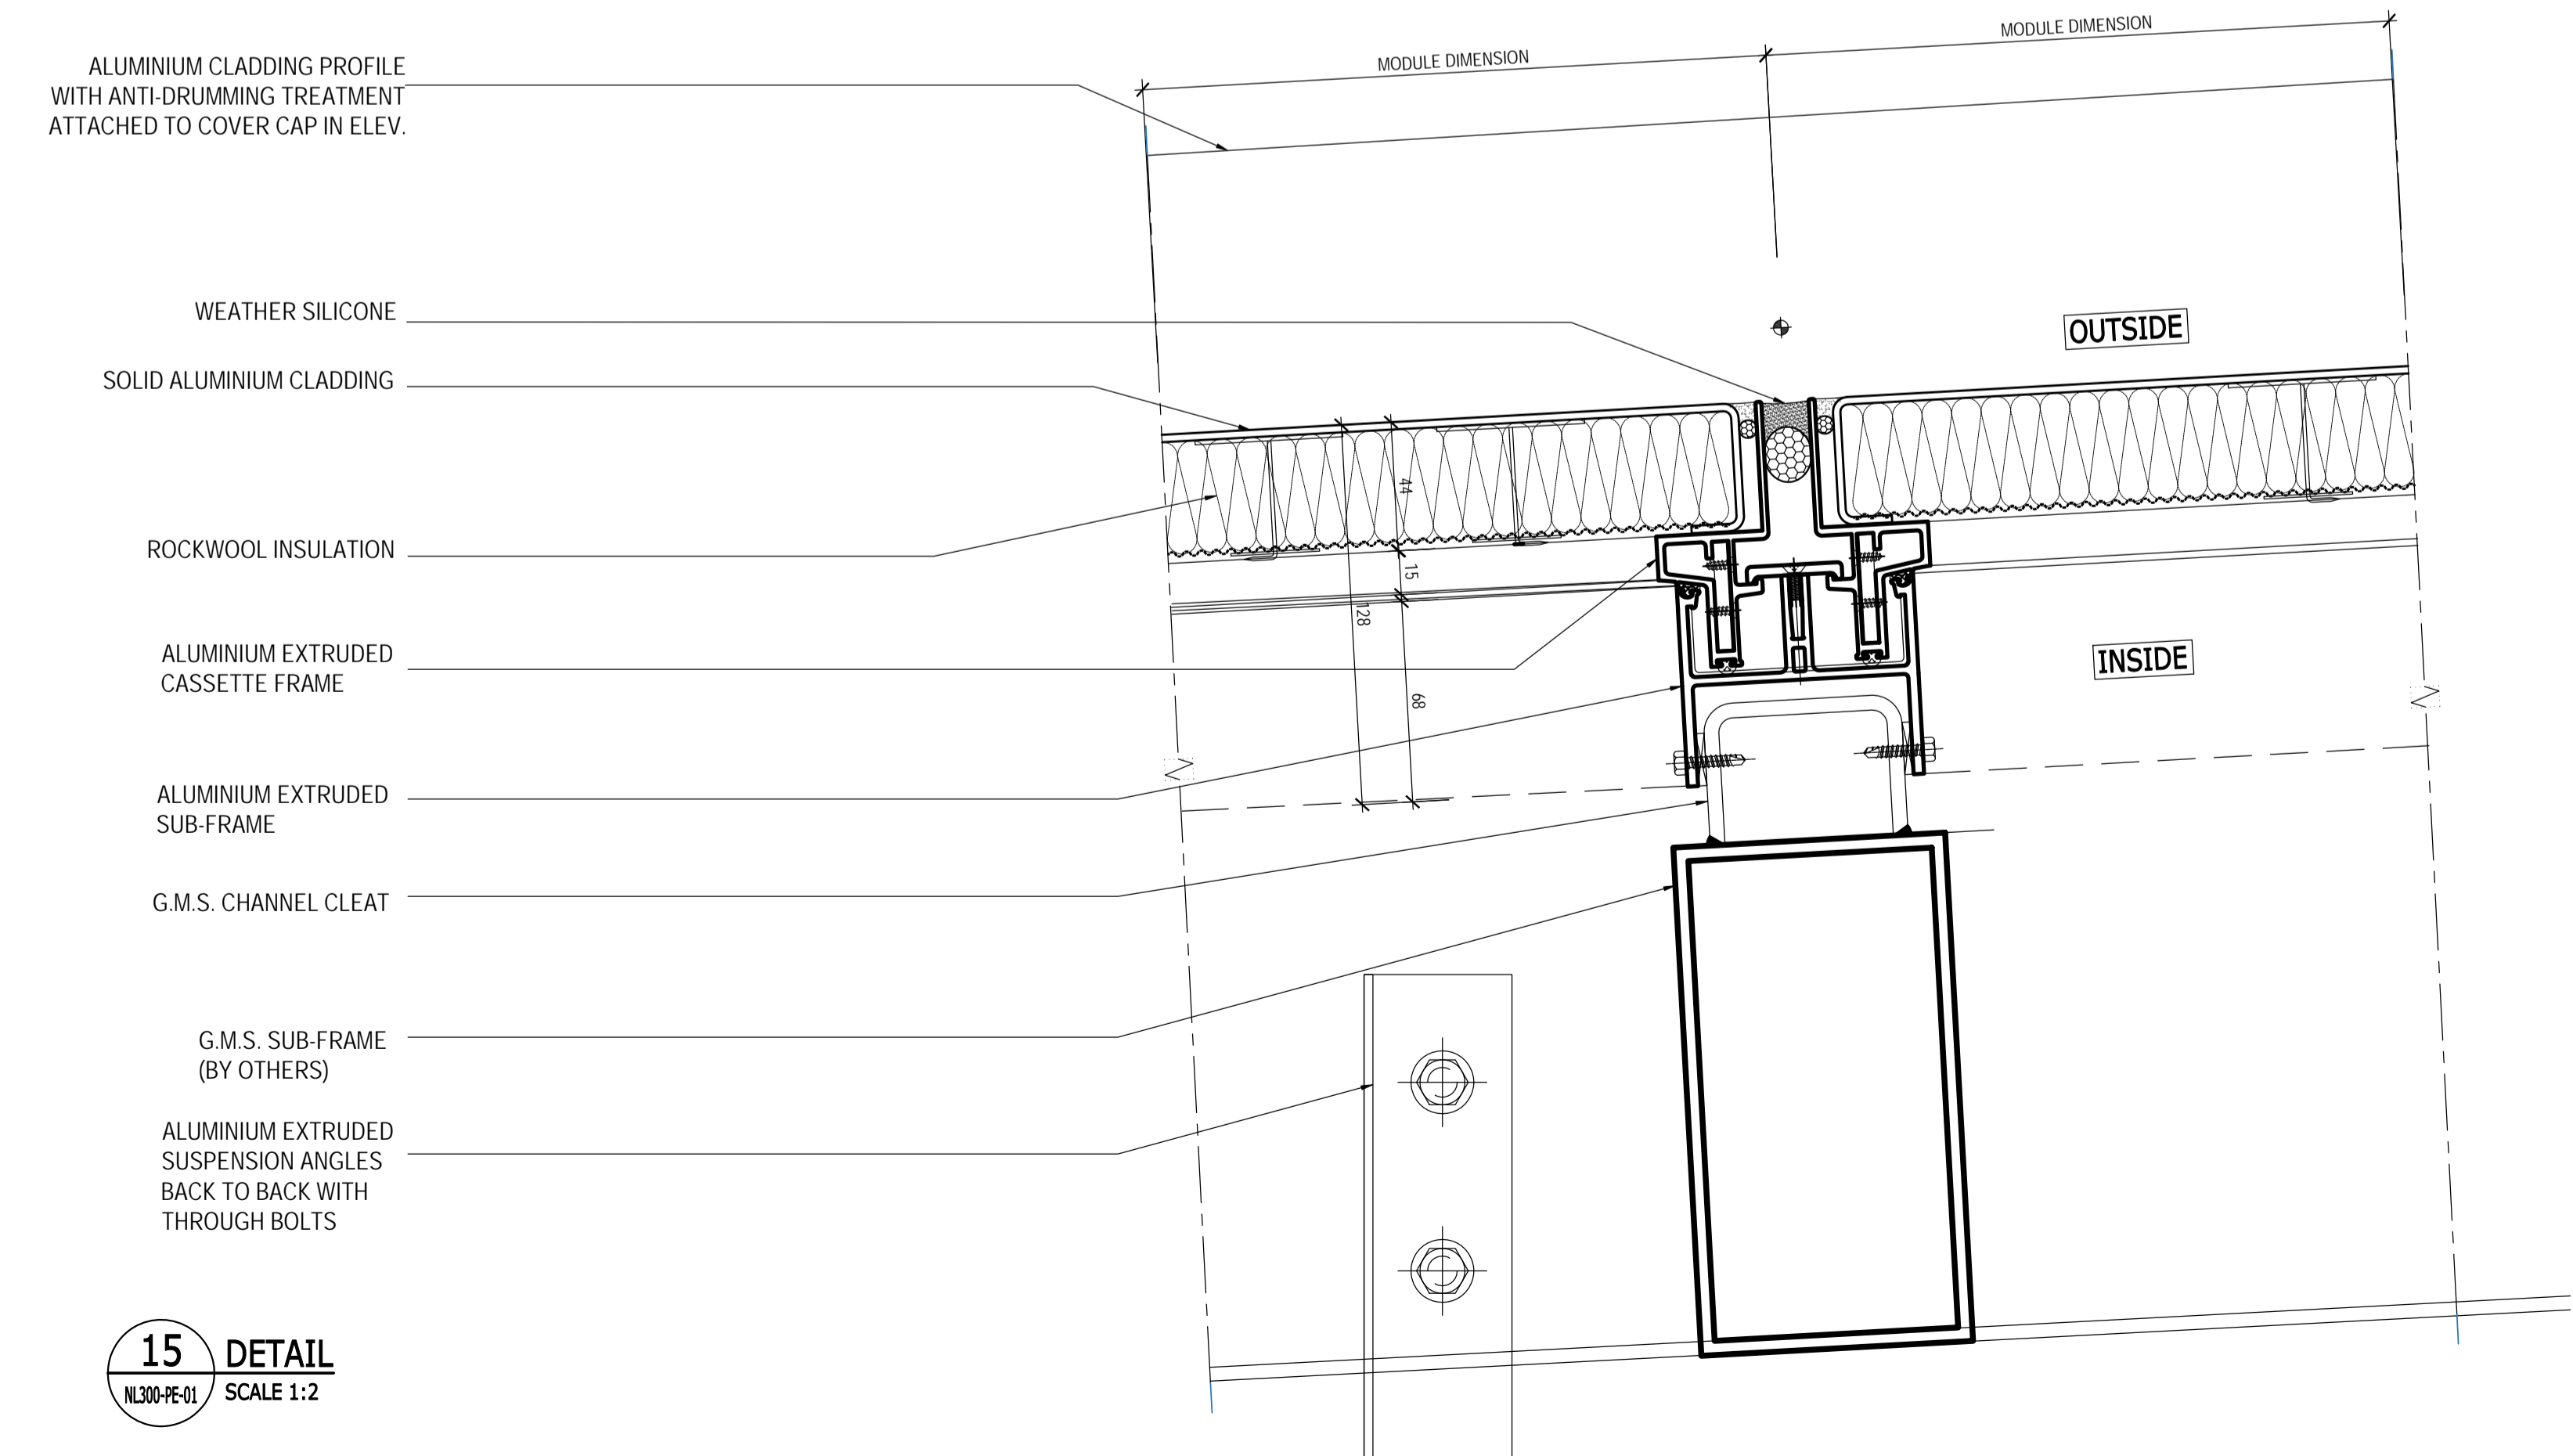 MODULE DIMENSION
MODULE DIMENSION
ALUMINIUM CLADDING PROFILE
WITH ANTI-DRUMMING TREATMENT
ATTACHED TO COVER CAP IN ELEV.
WEATHER SILICONE
OUTSIDE
SOLID ALUMINIUM CLADDING
44
ROCKWOOL INSULATION
15
128
ALUMINIUM EXTRUDED
CASSETTE FRAME
INSIDE
68
ALUMINIUM EXTRUDED
SUB-FRAME
G.M.S. CHANNEL CLEAT
G.M.S. SUB-FRAME
(BY OTHERS)
ALUMINIUM EXTRUDED
SUSPENSION ANGLES
BACK TO BACK WITH
THROUGH BOLTS
15
DETAIL
NL300-PE-01
SCALE 1:2